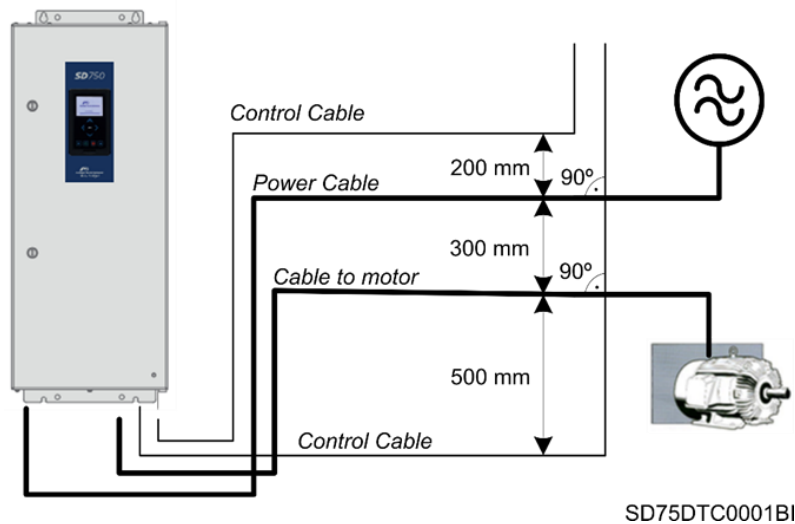 SD750
Control Cable
200 mm
90º
Power Cable
300 mm
90º
Cable to motor
500 mm
Control Cable
SD75DTC0001BI